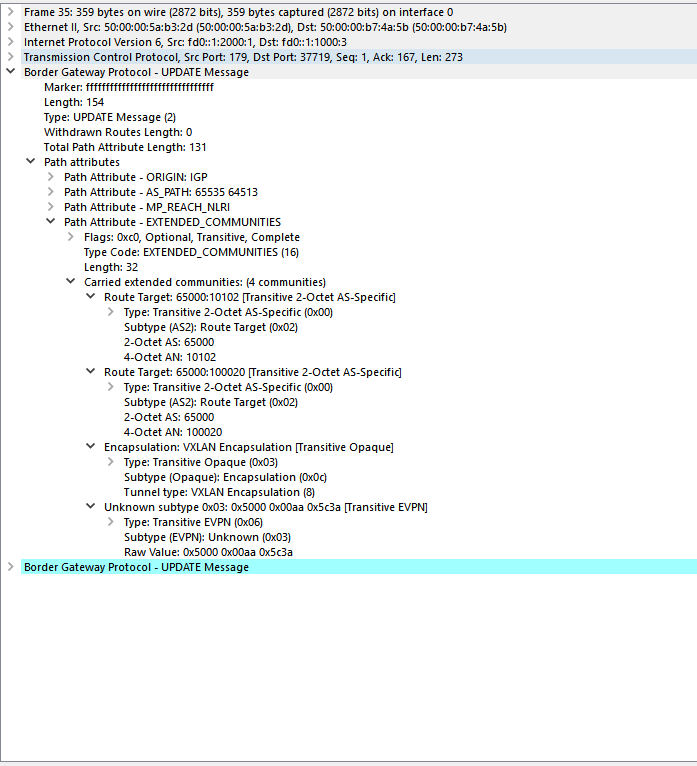 Frame 35: 359 bytes on wire (2872 bits), 359 bytes captured (2872 bits) on interface 0
Ethernet II, Src: 50:00:00:5a:b3:2d (50:00:00:5a:b3:2d), Dst: 50:00:00:b7:4a:5b (50:00:00:b7:4a:5b)
Internet Protocol Version 6, Src: fd0::1:2000:1, Dst: fd0::1:1000:3
Transmission Control Protocol, Src Port: 179, Dst Port: 37719, Seq: 1, Ack: 167, Len: 273
Border Gateway Protocol - UPDATE Message
Marker: ffffffffffffffffffffffffffffffff
Length: 154
Type: UPDATE Message (2)
Withdrawn Routes Length: 0
Total Path Attribute Length: 131
Path attributes
Path Attribute - ORIGIN: IGP
Path Attribute - AS_PATH: 65535 64513
Path Attribute - MP_REACH_NLRI
Path Attribute - EXTENDED_COMMUNITIES
Flags: 0xc0, Optional, Transitive, Complete
Type Code: EXTENDED_COMMUNITIES (16)
Length: 32
Carried extended communities: (4 communities)
Route Target: 65000:10102 [Transitive 2-Octet AS-Specific]
Type: Transitive 2-Octet AS-Specific (0x00)
Subtype (AS2): Route Target (0x02)
2-Octet AS: 65000
4-Octet AN: 10102
Route Target: 65000:100020 [Transitive 2-Octet AS-Specific]
Type: Transitive 2-Octet AS-Specific (0x00)
Subtype (AS2): Route Target (0x02)
2-Octet AS: 65000
4-Octet AN: 100020
Encapsulation: VXLAN Encapsulation [Transitive Opaque]
Type: Transitive Opaque (0x03)
Subtype (Opaque): Encapsulation (0x0c)
Tunnel type: VXLAN Encapsulation (8)
Unknown subtype 0x03: 0x5000 0x00aa 0x5c3a [Transitive EVPN]
Type: Transitive EVPN (0x06)
Subtype (EVPN): Unknown (0x03)
Raw Value: 0x5000 0x00aa 0x5c3a
Border Gateway Protocol - UPDATE Message